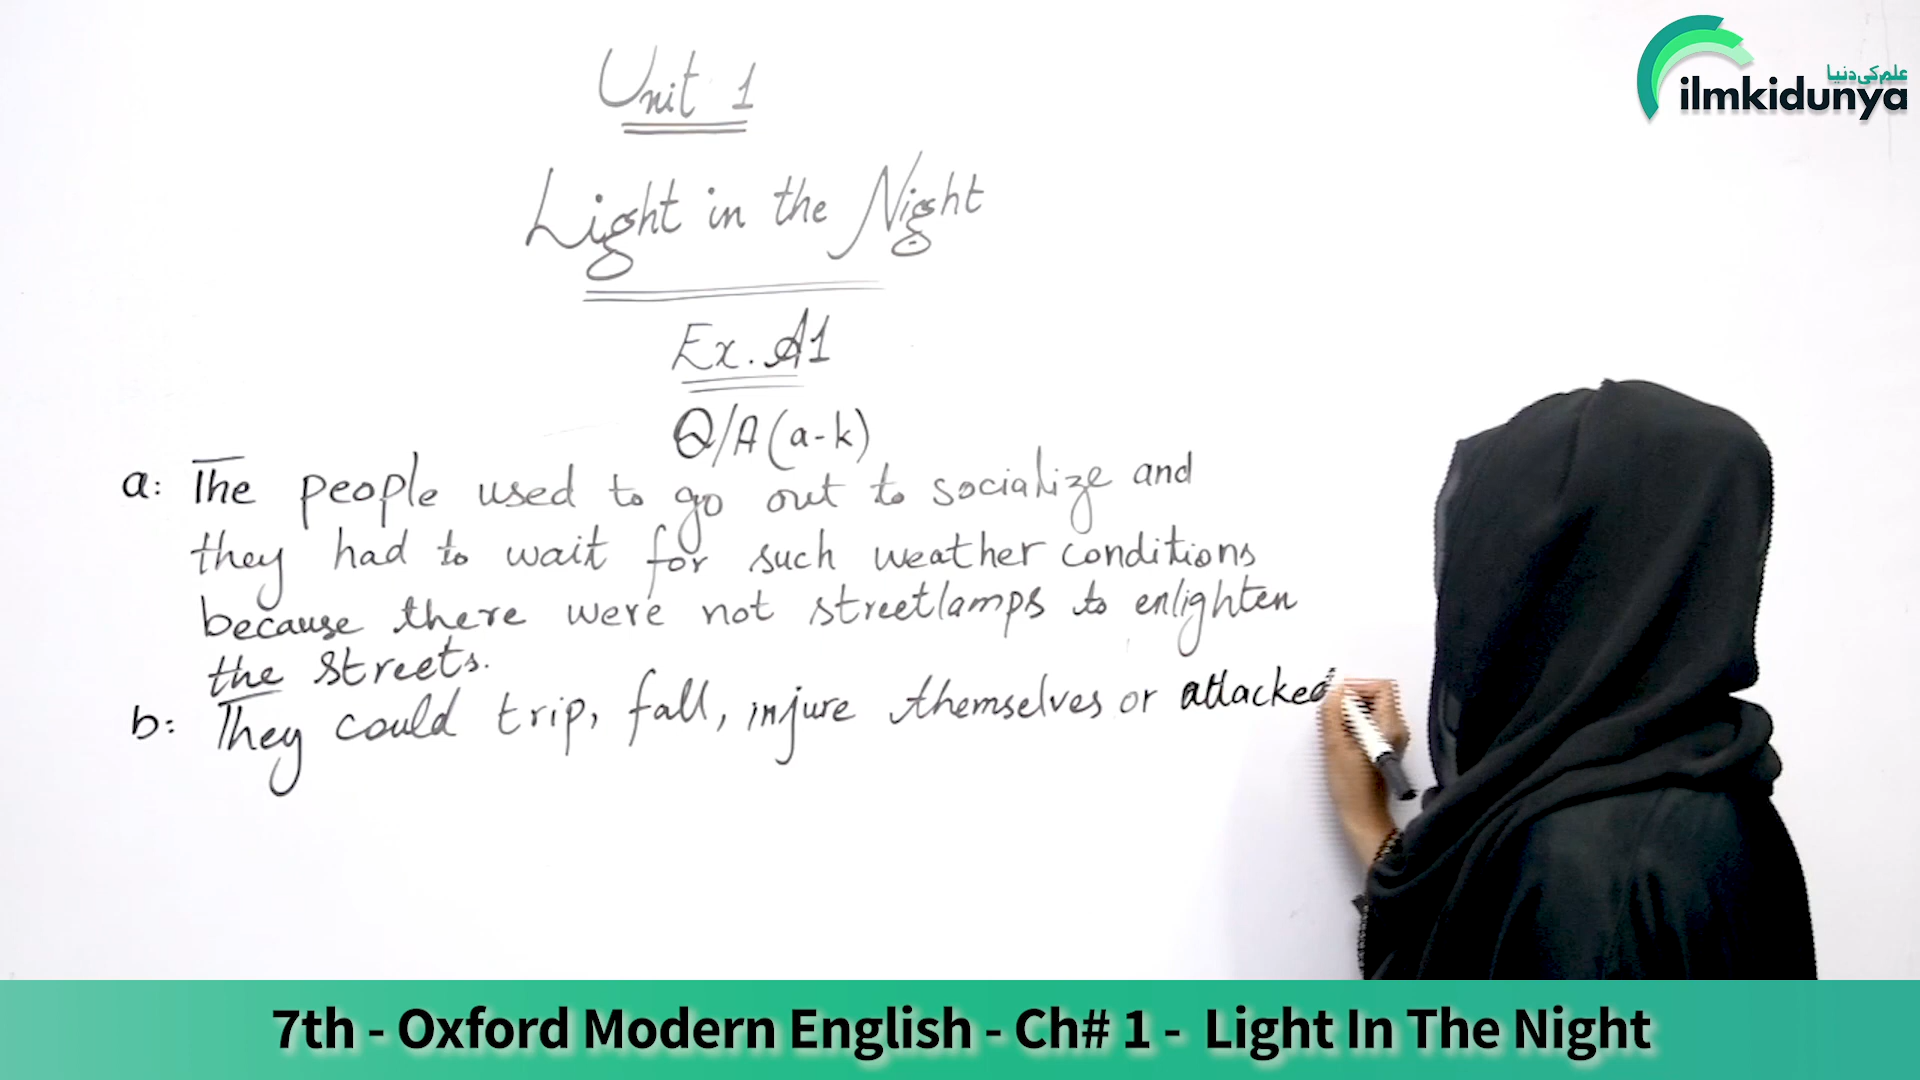 علم کی دنیا
ilmkidunya
Unit 1
Light in the Night
Ex. A1
Q/A (a-k)
a: The people used to go out to socialize and
they had to wait for such weather conditions
because there were not streetlamps to enlighten
the streets.
b: They could trip, fall, injure themselves or attacked
7th - Oxford Modern English - Ch# 1 - Light In The Night